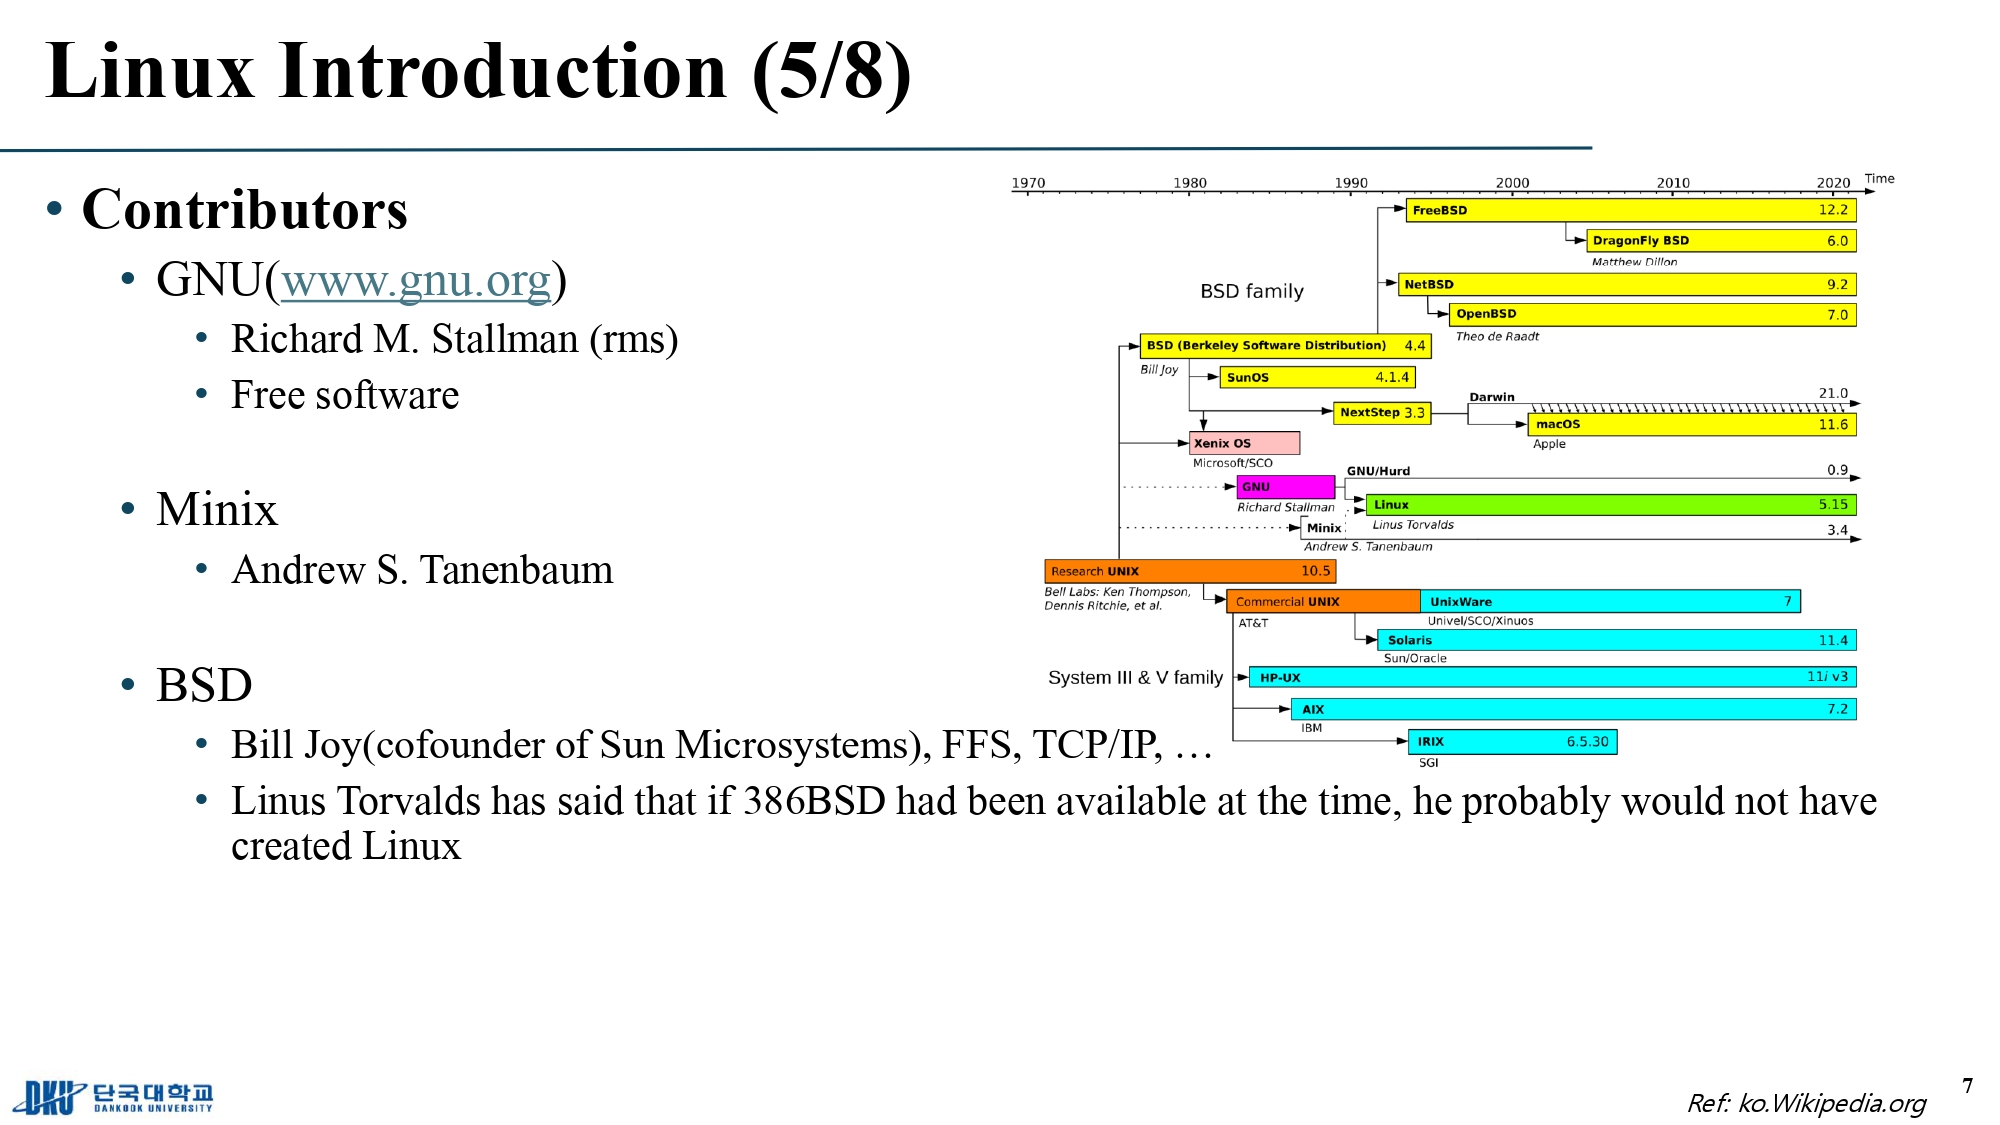 Linux Introduction (5/8)
• Contributors
• GNU(www.gnu.org)
• Richard M. Stallman (rms)
• Free software
• Minix
• Andrew S. Tanenbaum
• BSD
• Bill Joy(cofounder of Sun Microsystems), FFS, TCP/IP, …
• Linus Torvalds has said that if 386BSD had been available at the time, he probably would not have
created Linux
1970 1980 1990 2000 2010 2020 Time
FreeBSD 12.2
DragonFly BSD 6.0
Matthew Dillon
BSD family
NetBSD 9.2
OpenBSD 7.0
Theo de Raadt
BSD (Berkeley Software Distribution) 4.4
Bill Joy
SunOS 4.1.4
Darwin 21.0
NextStep 3.3
macOS 11.6
Apple
Xenix OS
Microsoft/SCO
GNU/Hurd 0.9
GNU
Richard Stallman
Linux 5.15
Linus Torvalds
Minix 3.4
Andrew S. Tanenbaum
Research UNIX 10.5
Bell Labs: Ken Thompson,
Dennis Ritchie, et al.
Commercial UNIX
AT&T
UnixWare 7
Univel/SCO/Xinuos
Solaris 11.4
Sun/Oracle
System III & V family
HP-UX 11i v3
AIX 7.2
IBM
IRIX 6.5.30
SGI
DKU 단국대학교
DANKOOK UNIVERSITY
Ref: ko.Wikipedia.org
7